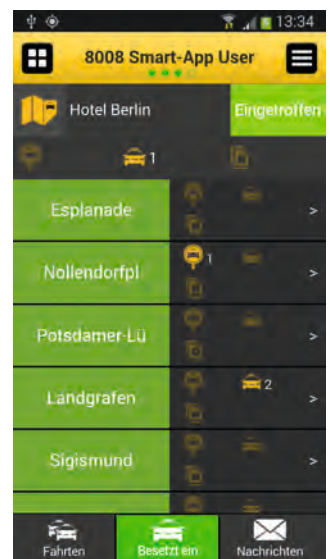 13:34
8008 Smart-App User
Hotel Berlin
Eingetroffen
1
Esplanade
>
Nollendorfpl
1
>
Potsdamer-Lü
>
Landgrafen
2
>
Sigismund
>
Fahrten
Besetzt ein
Nachrichten